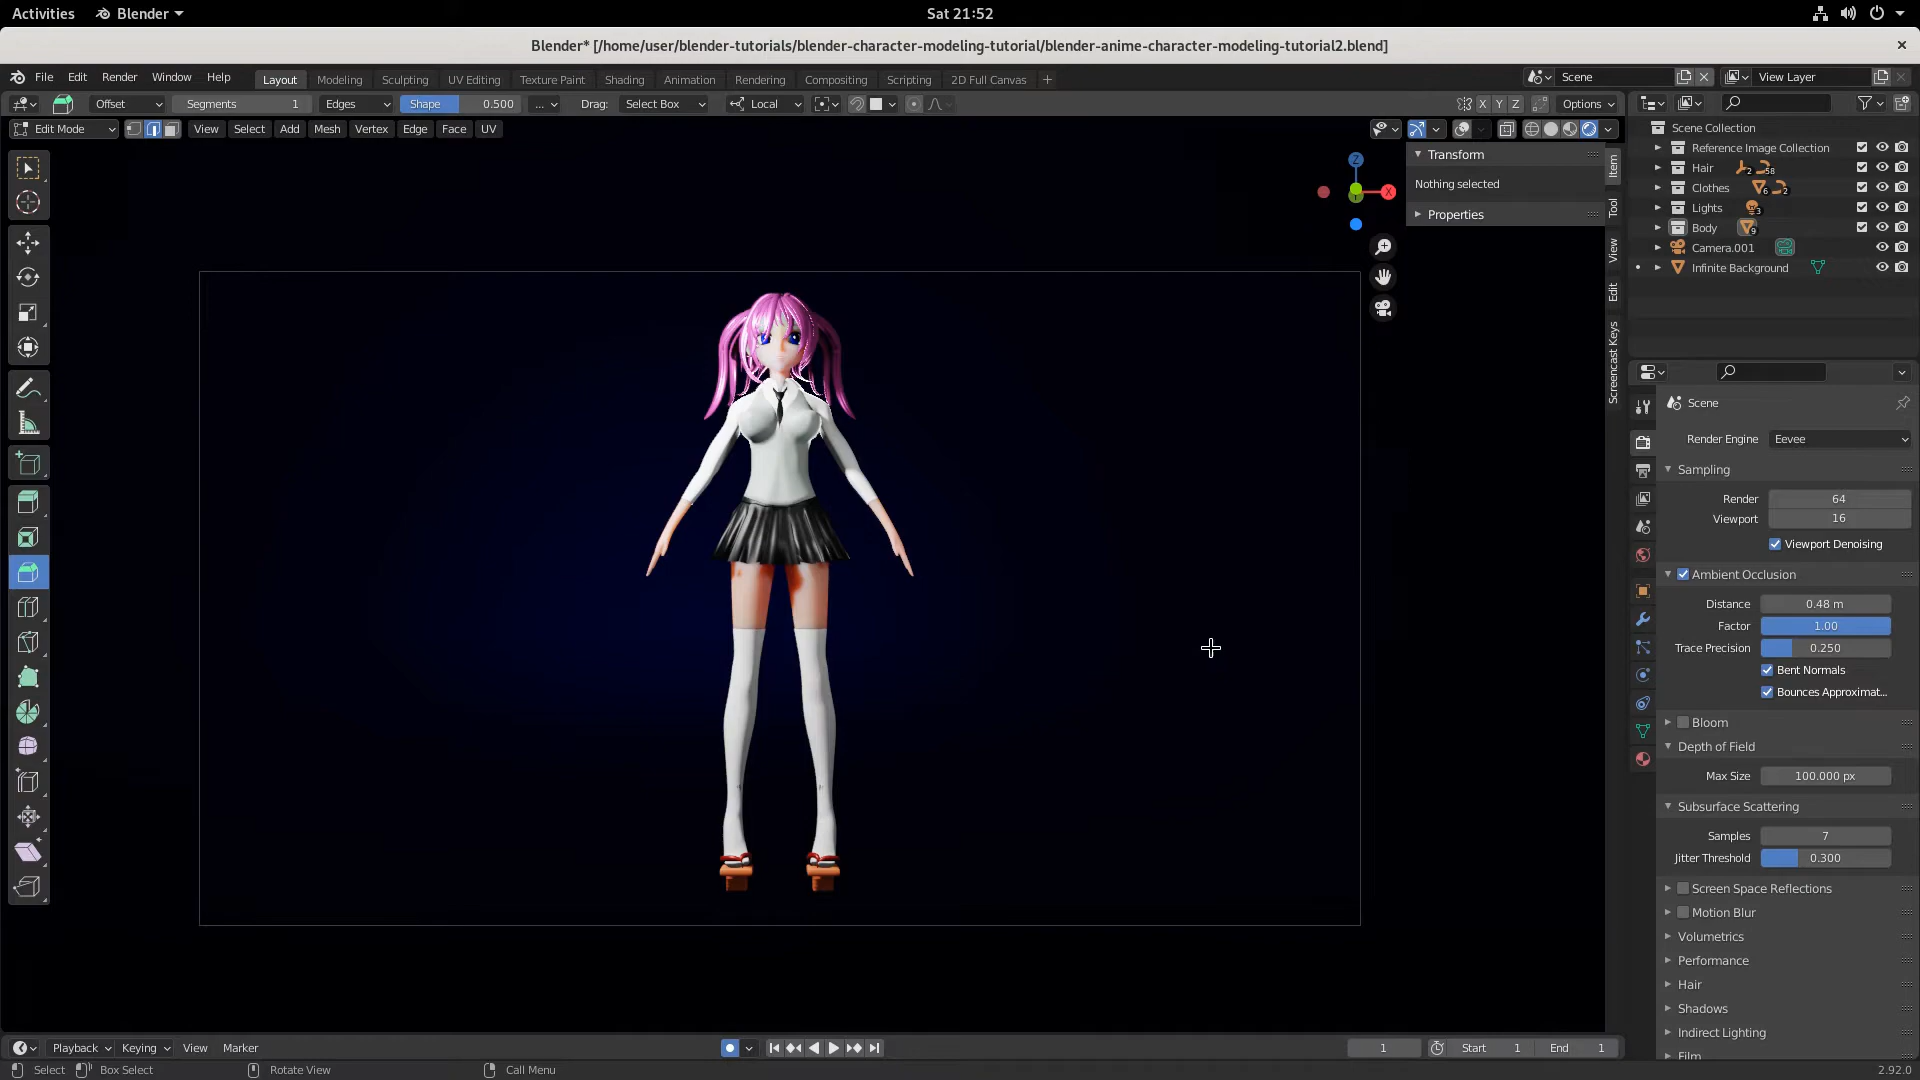 Activities Blender Sat 21:52
Blender* [/home/user/blender-tutorials/blender-character-modeling-tutorial/blender-anime-character-modeling-tutorial2.blend]
File Edit Render Window Help Layout Modeling Sculpting UV Editing Texture Paint Shading Animation Rendering Compositing Scripting 2D Full Canvas + Scene View Layer
Offset Segments 1 Edges Shape 0.500 ... Drag: Select Box Local X Y Z Options
Edit Mode View Select Add Mesh Vertex Edge Face UV
Scene Collection
Reference Image Collection
Hair 2 58
Clothes 6 2
Lights 3
Body 9
Camera.001
Infinite Background
Z
X
Y
Transform
Nothing selected
Properties
Item
Tool
View
Edit
Screencast Keys
Scene
Render Engine Eevee
Sampling
Render 64
Viewport 16
Viewport Denoising
Ambient Occlusion
Distance 0.48 m
Factor 1.00
Trace Precision 0.250
Bent Normals
Bounces Approximat...
Bloom
Depth of Field
Max Size 100.000 px
Subsurface Scattering
Samples 7
Jitter Threshold 0.300
Screen Space Reflections
Motion Blur
Volumetrics
Performance
Hair
Shadows
Indirect Lighting
Film
Playback Keying View Marker 1 Start 1 End 1
Select Box Select Rotate View Call Menu 2.92.0